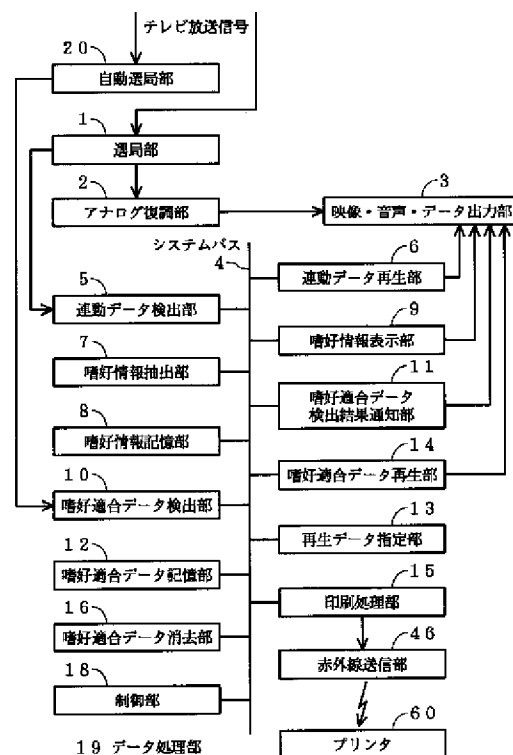 テレビ放送信号
20
自動選局部
1
選局部
2
アナログ復調部
3
映像・音声・データ出力部
システムバス
4
5
連動データ検出部
6
連動データ再生部
7
嗜好情報抽出部
9
嗜好情報表示部
8
嗜好情報記憶部
11
嗜好適合データ
検出結果通知部
10
嗜好適合データ検出部
14
嗜好適合データ再生部
12
嗜好適合データ記憶部
13
再生データ指定部
16
嗜好適合データ消去部
15
印刷処理部
18
制御部
46
赤外線送信部
60
プリンタ
19 データ処理部